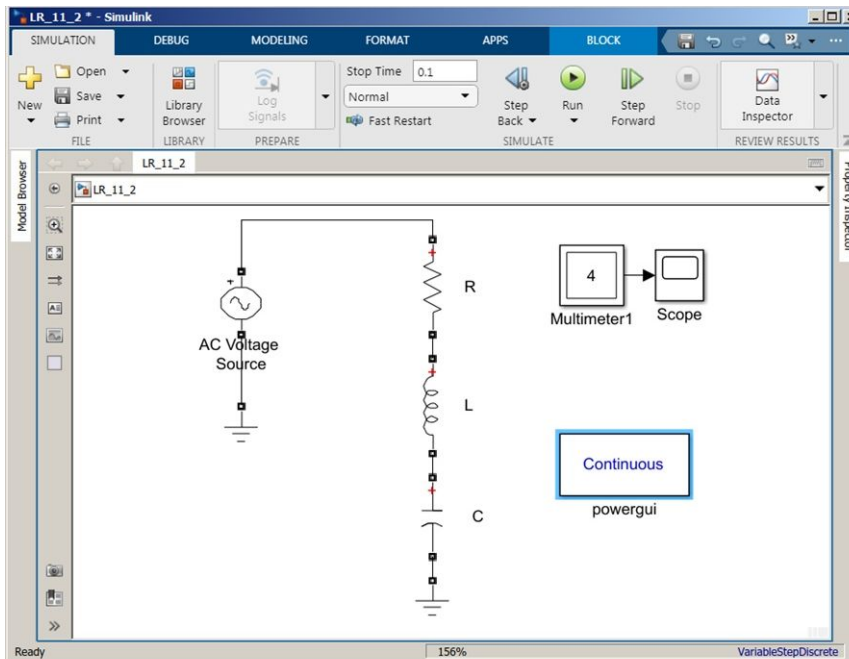 LR_11_2 * - Simulink
SIMULATION DEBUG MODELING FORMAT APPS BLOCK
New
Open
Save
Print
FILE
Library
Browser
LIBRARY
Log
Signals
PREPARE
Stop Time 0.1
Normal
Fast Restart
Step
Back
Run
Step
Forward
Stop
SIMULATE
Data
Inspector
REVIEW RESULTS
Model Browser
LR_11_2
LR_11_2
Property Inspector
AC Voltage
Source
R
L
C
4
Multimeter1
Scope
Continuous
powergui
Ready 156% VariableStepDiscrete